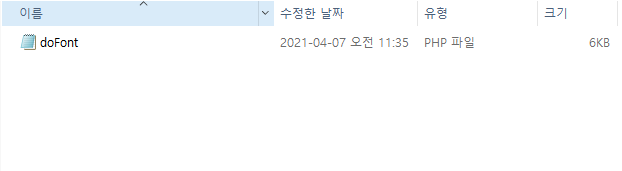 이름 수정한 날짜 유형 크기
doFont 2021-04-07 오전 11:35 PHP 파일 6KB